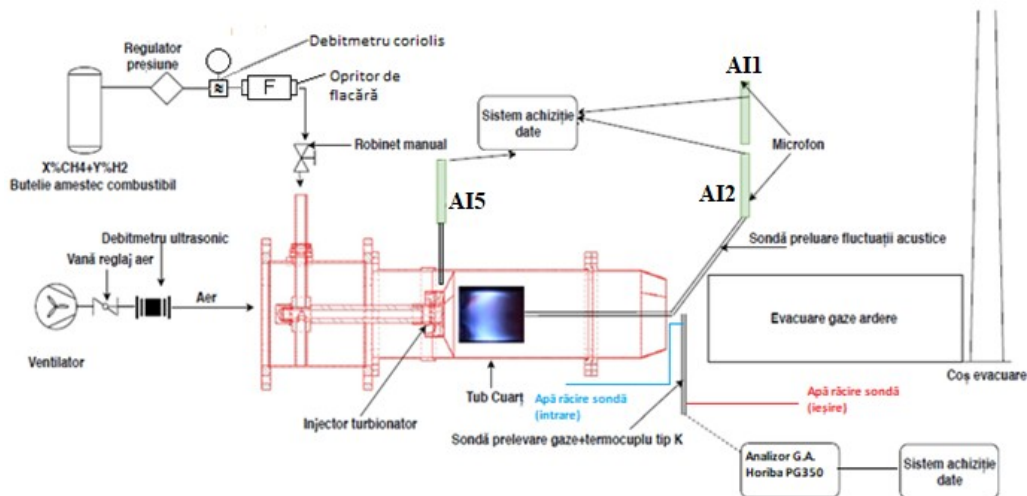 Debitmetru coriolis
Regulator
presiune
Opritor de
flacără
F
≈
AI1
Sistem achiziție
date
Microfon
Robinet manual
X%CH4+Y%H2
Butelie amestec combustibil
AI5
AI2
Debitmetru ultrasonic
Vană reglaj aer
Sondă preluare fluctuații acustice
Aer
Evacuare gaze ardere
Ventilator
Coș evacuare
Tub Cuarț
Apă răcire sondă
(intrare)
Apă răcire sondă
(ieșire)
Injector turbionator
Sondă prelevare gaze+termocuplu tip K
Analizor G.A.
Horiba PG350
Sistem achiziție
date